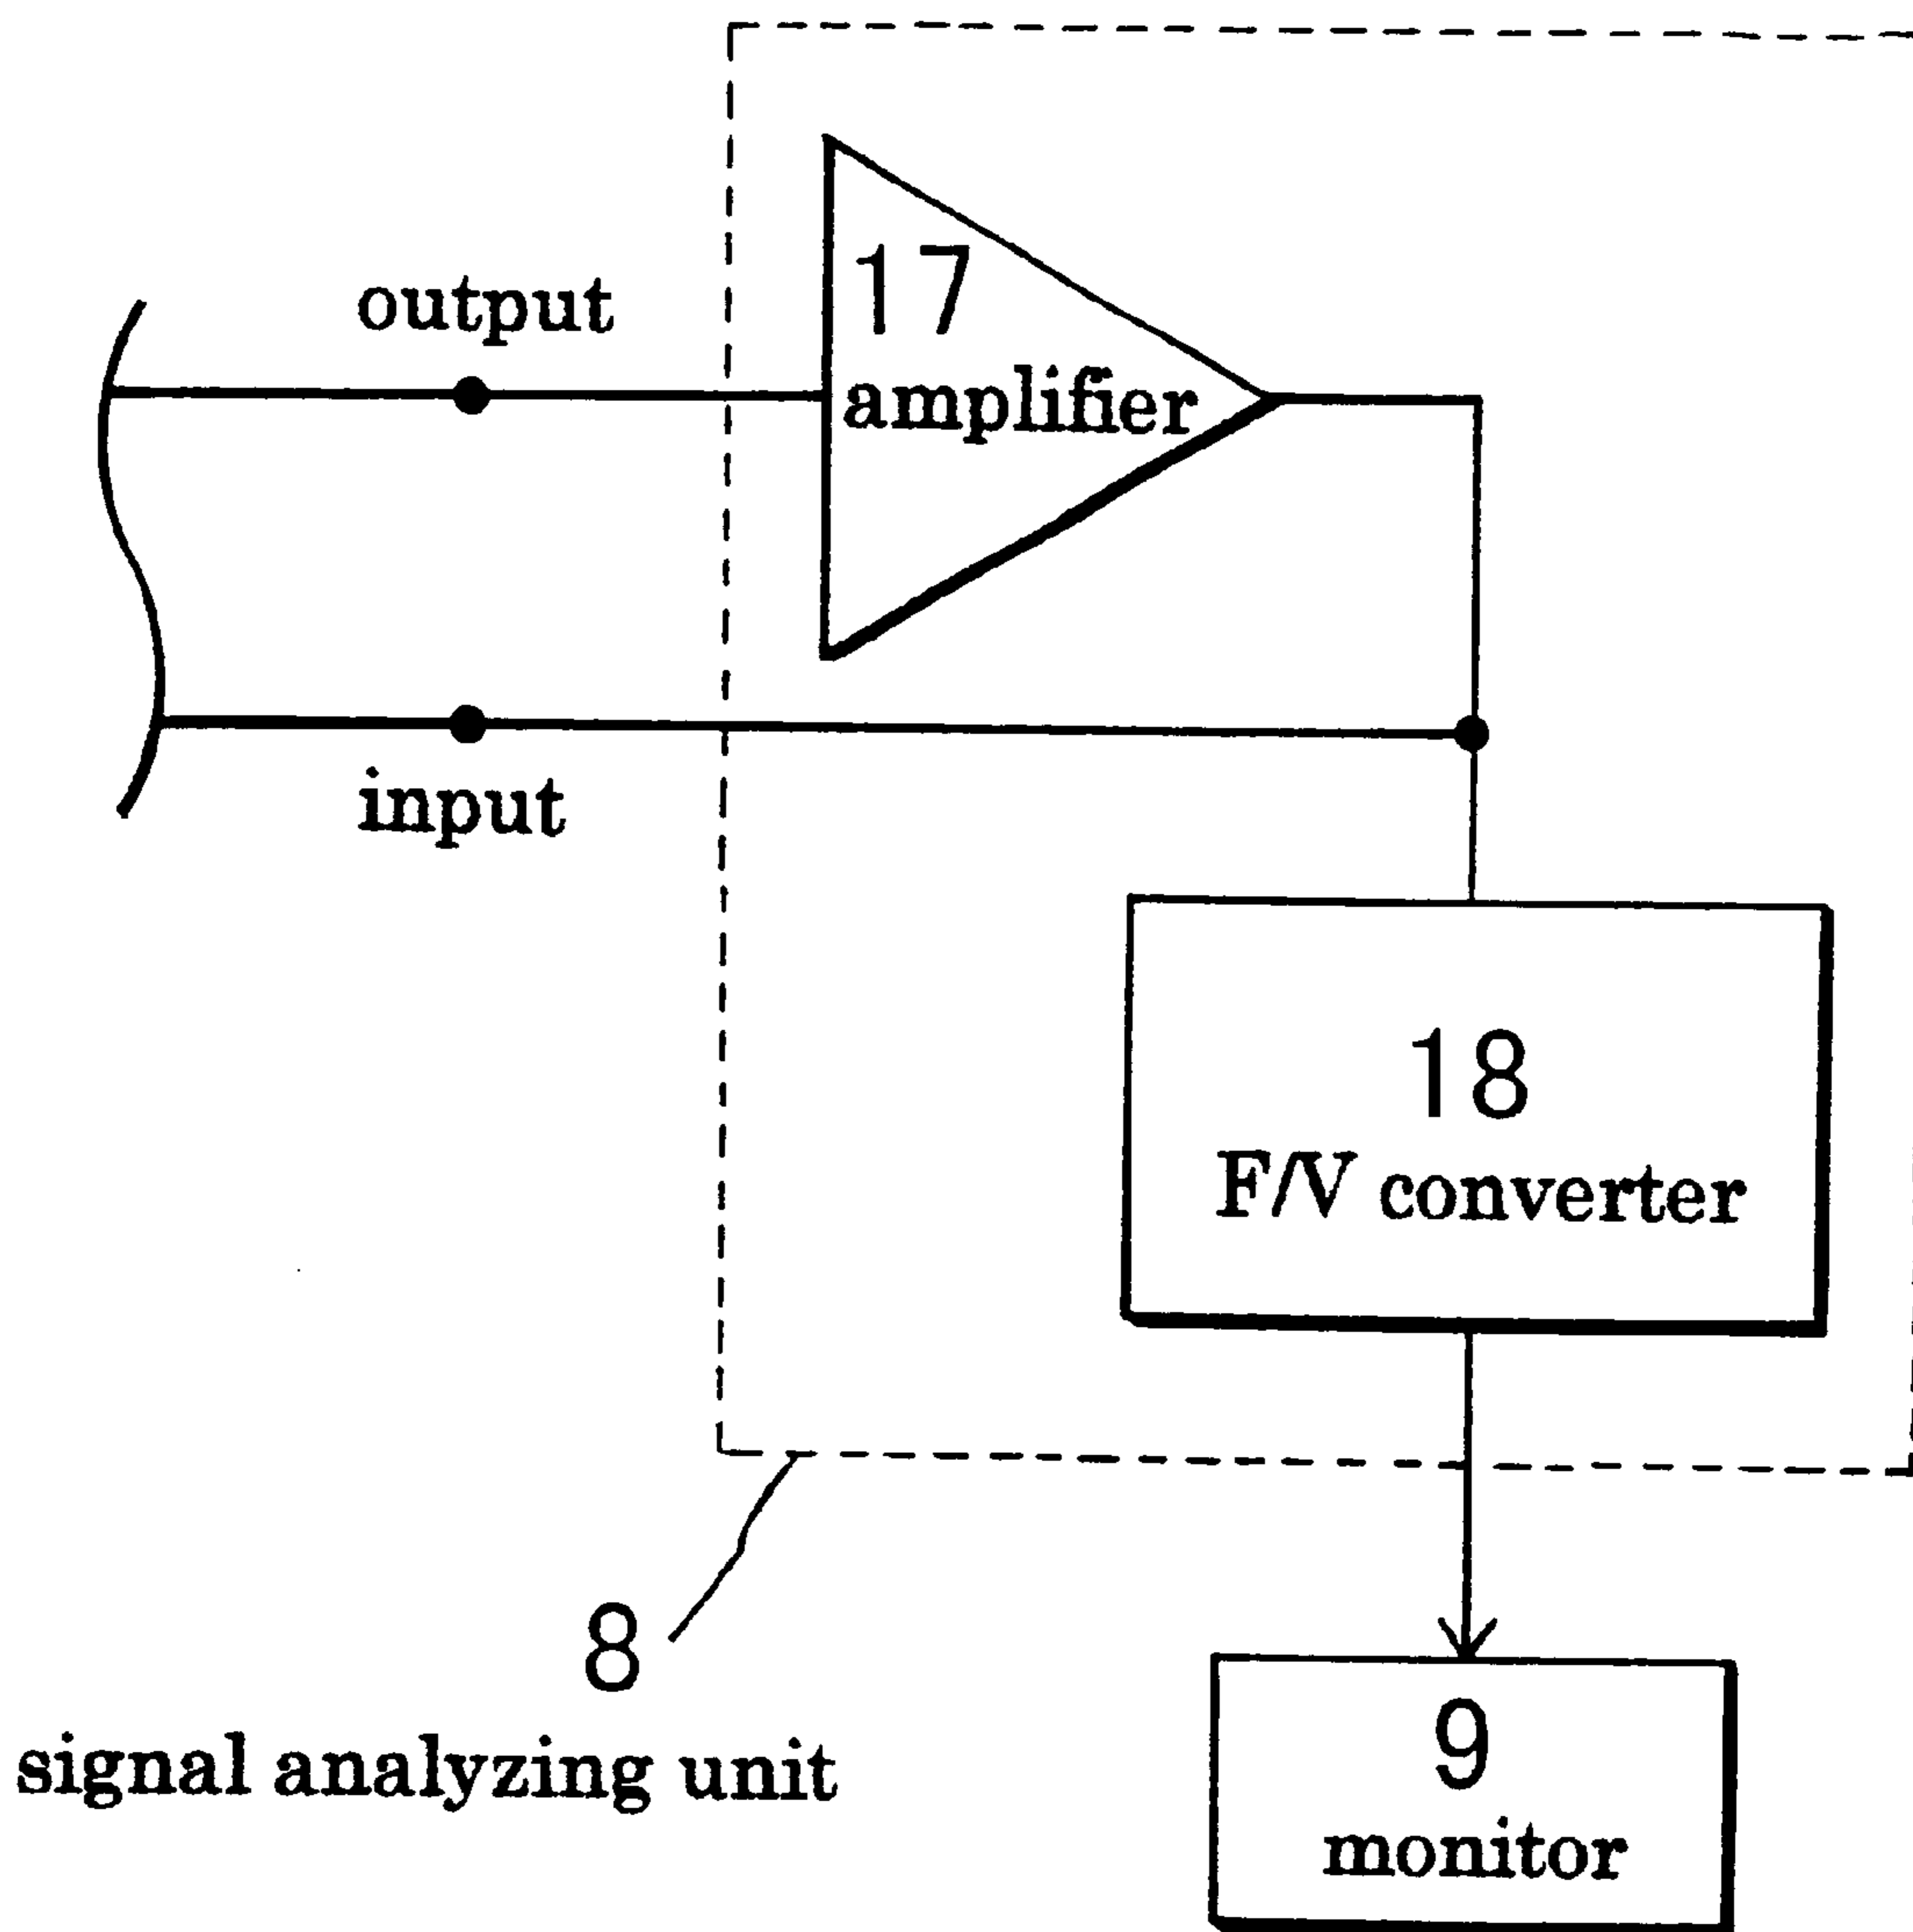 17
output
amplifier
input
18
F/V converter
8
signal analyzing unit
9
monitor